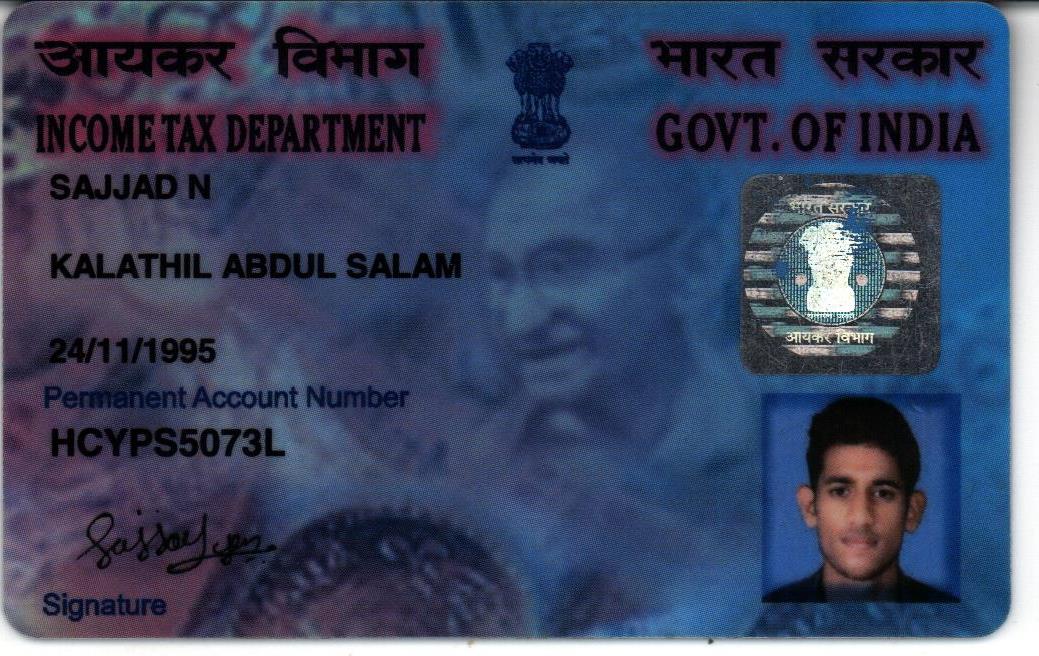 आयकर विभाग
भारत सरकार
INCOME TAX DEPARTMENT
GOVT. OF INDIA
सत्यमेव जयते
SAJJAD N
भारत सरकार
KALATHIL ABDUL SALAM
आयकर विभाग
24/11/1995
Permanent Account Number
HCYPS5073L
Signature